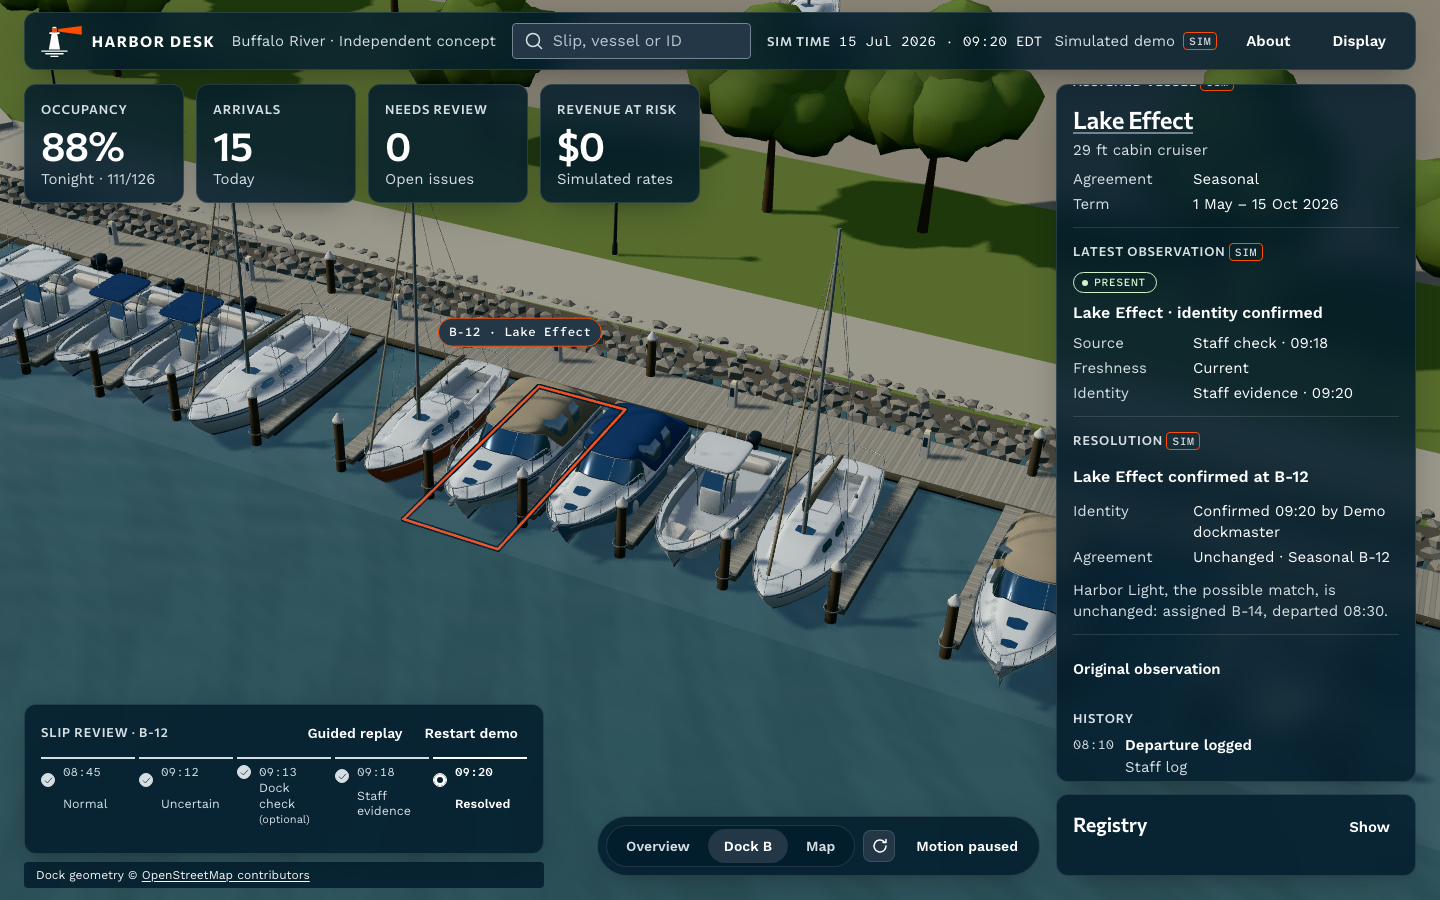 HARBOR DESK
Buffalo River · Independent concept
Slip, vessel or ID
SIM TIME 15 Jul 2026 · 09:20 EDT
Simulated demo SIM
About
Display
OCCUPANCY
88%
Tonight · 111/126
ARRIVALS
15
Today
NEEDS REVIEW
0
Open issues
REVENUE AT RISK
$0
Simulated rates
B-12 · Lake Effect
Lake Effect
29 ft cabin cruiser
Agreement Seasonal
Term 1 May – 15 Oct 2026
LATEST OBSERVATION SIM
PRESENT
Lake Effect · identity confirmed
Source Staff check · 09:18
Freshness Current
Identity Staff evidence · 09:20
RESOLUTION SIM
Lake Effect confirmed at B-12
Identity Confirmed 09:20 by Demo
dockmaster
Agreement Unchanged · Seasonal B-12
Harbor Light, the possible match, is
unchanged: assigned B-14, departed 08:30.
Original observation
HISTORY
08:10 Departure logged
Staff log
Registry
Show
SLIP REVIEW · B-12
Guided replay
Restart demo
08:45
Normal
09:12
Uncertain
09:13
Dock
check
(optional)
09:18
Staff
evidence
09:20
Resolved
Overview
Dock B
Map
Motion paused
Dock geometry © OpenStreetMap contributors